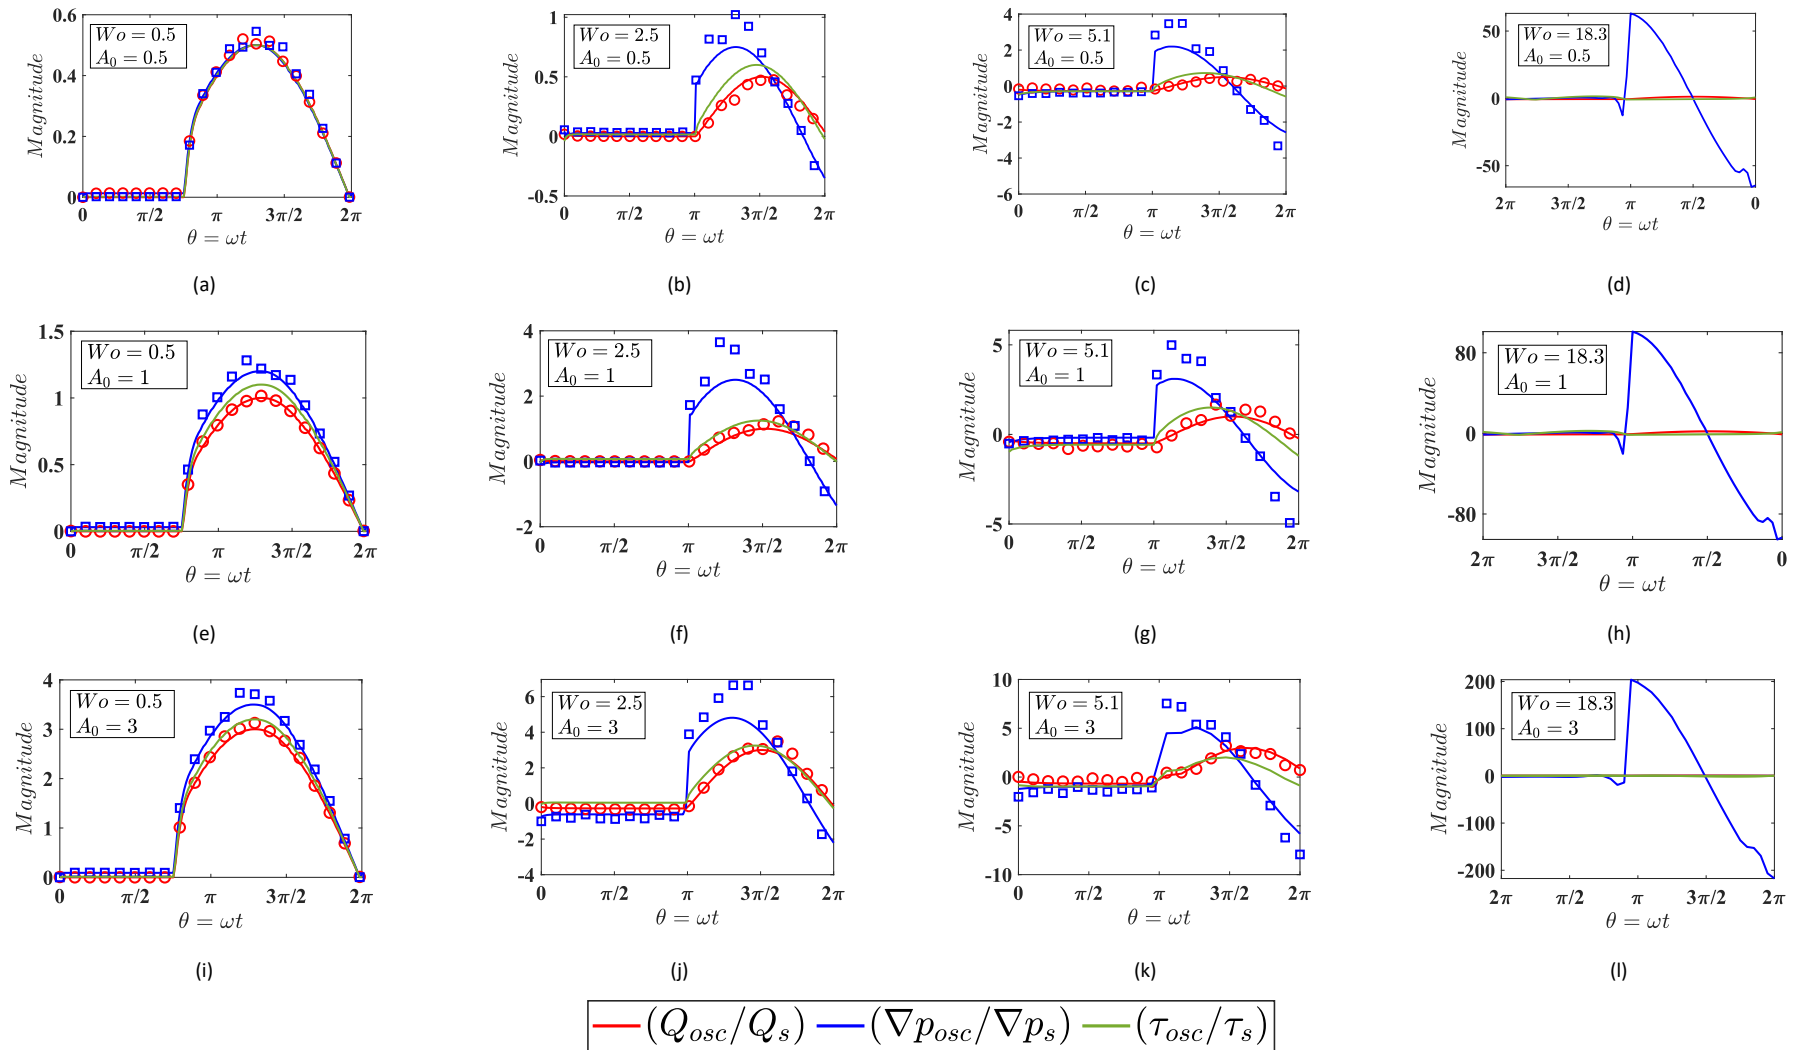 0.6
0.4
0.2
0
Magnitude
Wo = 0.5
A₀ = 0.5
0 π/2 π 3π/2 2π
θ = ωt
(a)
1
0.5
0
-0.5
Magnitude
Wo = 2.5
A₀ = 0.5
0 π/2 π 3π/2 2π
θ = ωt
(b)
4
2
0
-2
-4
-6
Magnitude
Wo = 5.1
A₀ = 0.5
0 π/2 π 3π/2 2π
θ = ωt
(c)
50
0
-50
Magnitude
Wo = 18.3
A₀ = 0.5
2π 3π/2 π π/2 0
θ = ωt
(d)
1.5
1
0.5
0
Magnitude
Wo = 0.5
A₀ = 1
0 π/2 π 3π/2 2π
θ = ωt
(e)
4
2
0
-2
Magnitude
Wo = 2.5
A₀ = 1
0 π/2 π 3π/2 2π
θ = ωt
(f)
5
0
-5
Magnitude
Wo = 5.1
A₀ = 1
0 π/2 π 3π/2 2π
θ = ωt
(g)
80
0
-80
Magnitude
Wo = 18.3
A₀ = 1
2π 3π/2 π π/2 0
θ = ωt
(h)
4
3
2
1
0
Magnitude
Wo = 0.5
A₀ = 3
0 π/2 π 3π/2 2π
θ = ωt
(i)
6
4
2
0
-2
-4
Magnitude
Wo = 2.5
A₀ = 3
0 π/2 π 3π/2 2π
θ = ωt
(j)
10
5
0
-5
-10
Magnitude
Wo = 5.1
A₀ = 3
0 π/2 π 3π/2 2π
θ = ωt
(k)
200
100
0
-100
-200
Magnitude
Wo = 18.3
A₀ = 3
2π π/2 π 3π/2 2π
θ = ωt
(l)
(Q_osc/Q_s) (∇p_osc/∇p_s) (τ_osc/τ_s)